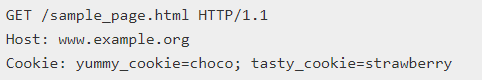 GET /sample_page.html HTTP/1.1
Host: www.example.org
Cookie: yummy_cookie=choco; tasty_cookie=strawberry